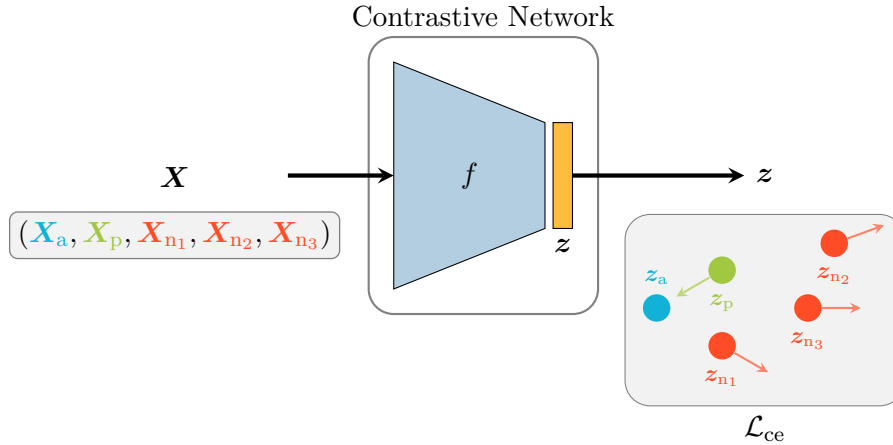 Contrastive Network
X
f
z
z
(Xₐ, Xₚ, Xₙ₁, Xₙ₂, Xₙ₃)
zₐ
zₚ
zₙ₂
zₙ₃
zₙ₁
ℒce